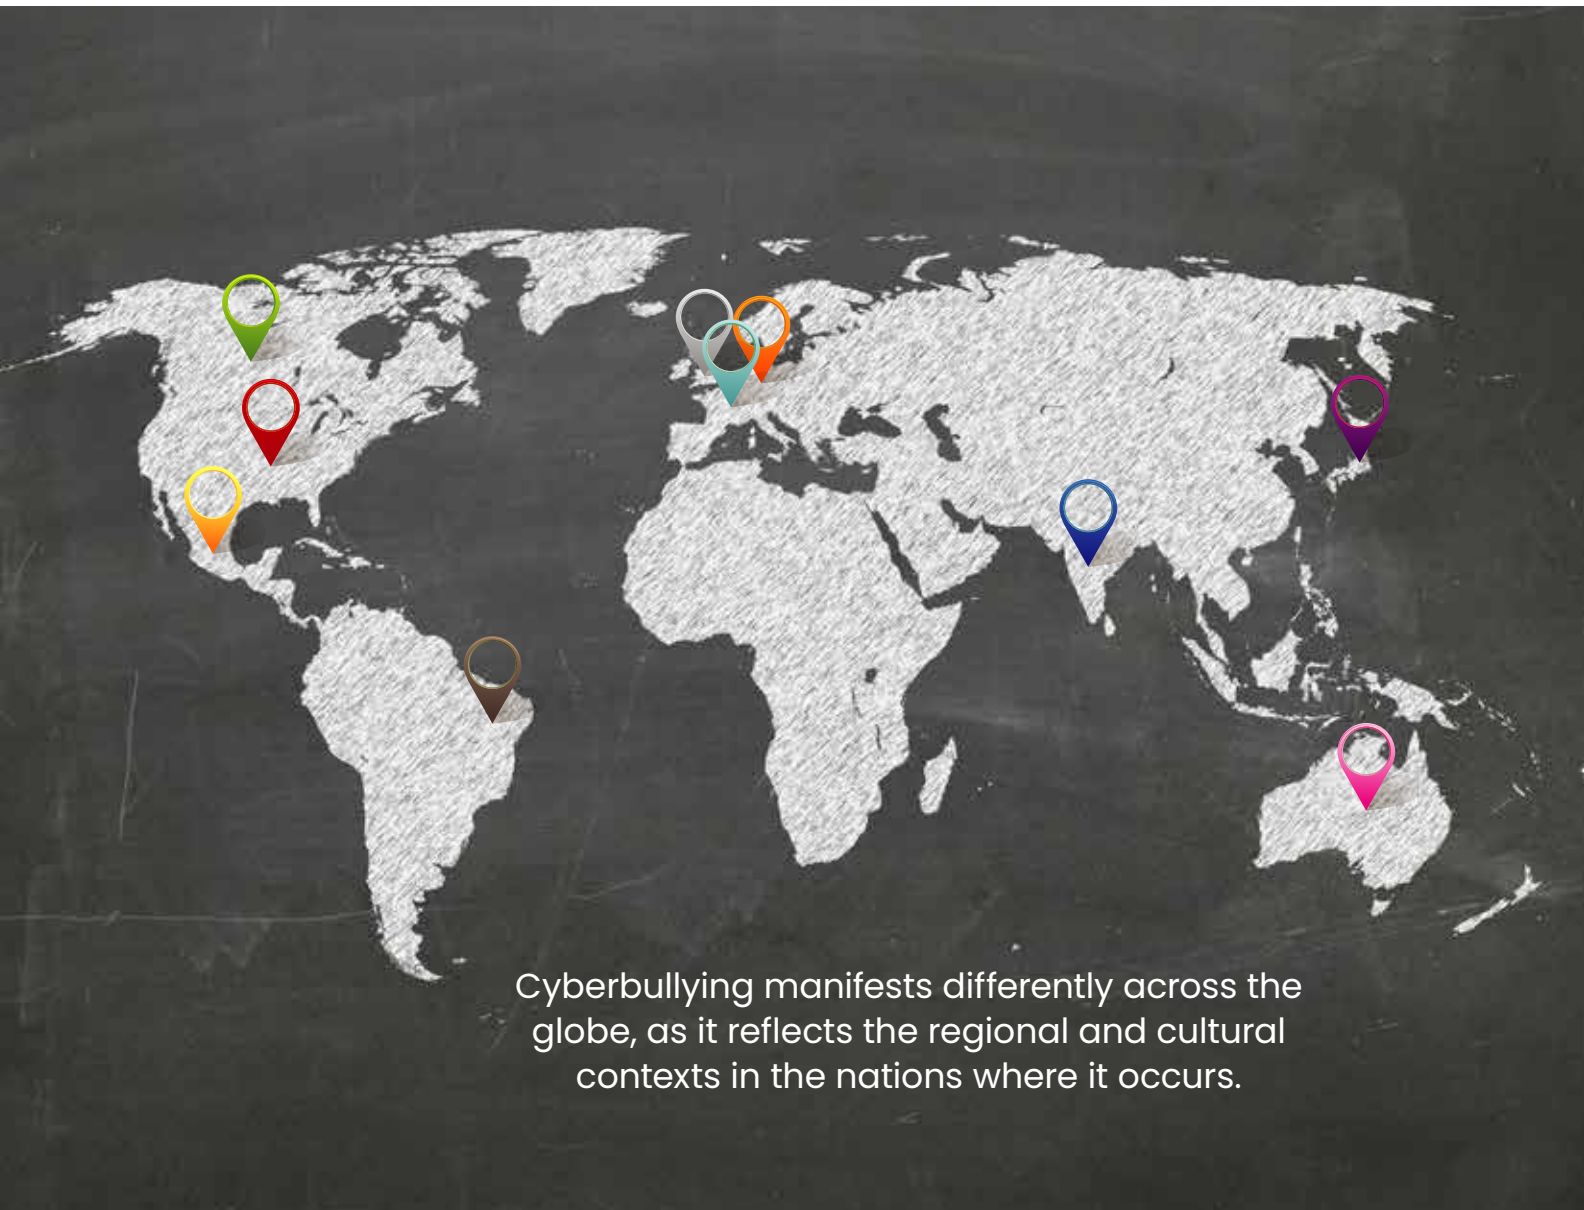 Cyberbullying manifests differently across the
globe, as it reflects the regional and cultural
contexts in the nations where it occurs.